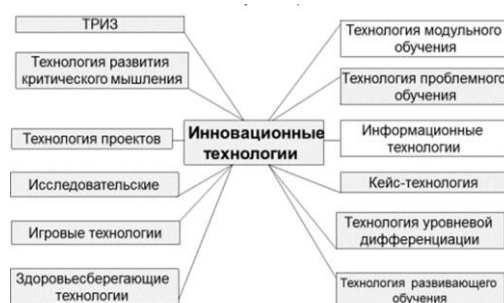 ТРИЗ
Технология развития
критического мышления
Технология проектов
Исследовательские
Игровые технологии
Здоровьесберегающие
технологии
Инновационные
технологии
Технология модульного
обучения
Технология проблемного
обучения
Информационные
технологии
Кейс-технология
Технология уровневой
дифференциации
Технология развивающего
обучения